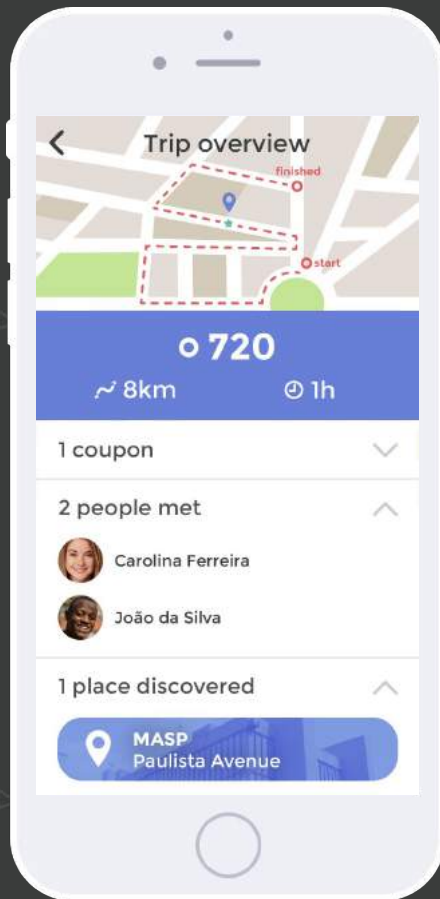 Trip overview
finished
start
720
8km
1h
1 coupon
2 people met
Carolina Ferreira
João da Silva
1 place discovered
MASP
Paulista Avenue